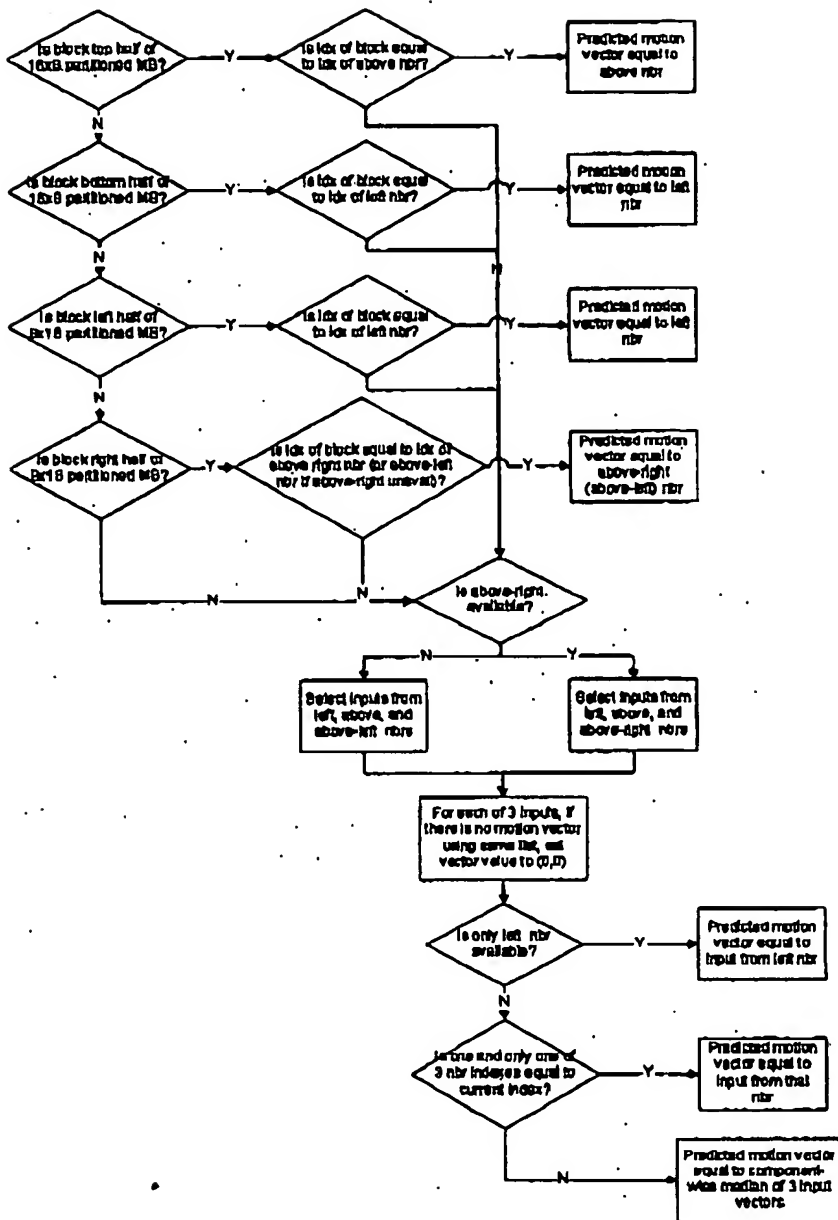 Is block top half of
16x8 partitioned MB?
Y
Is idx of block equal
to idx of above nbr?
Y
Predicted motion
vector equal to
above nbr
N
Is block bottom half of
16x8 partitioned MB?
Y
Is idx of block equal
to idx of left nbr?
Y
Predicted motion
vector equal to left
nbr
N
N
Is block left half of
8x16 partitioned MB?
Y
Is idx of block equal
to idx of left nbr?
Y
Predicted motion
vector equal to left
nbr
N
Is block right half of
8x16 partitioned MB?
Y
Is idx of block equal to idx of
above-right nbr (or above-left
nbr if above-right unavail)?
Y
Predicted motion
vector equal to
above-right
(above-left) nbr
N
N
Is above-right
available?
N
Y
Select inputs from
left, above, and
above-left nbrs
Select inputs from
left, above, and
above-right nbrs
For each of 3 inputs, if
there is no motion vector
using same list, set
vector value to (0,0)
Is only left nbr
available?
Y
Predicted motion
vector equal to
input from left nbr
N
Is one and only one of
3 nbr indexes equal to
current index?
Y
Predicted motion
vector equal to
input from that
nbr
N
Predicted motion vector
equal to component-
wise median of 3 input
vectors